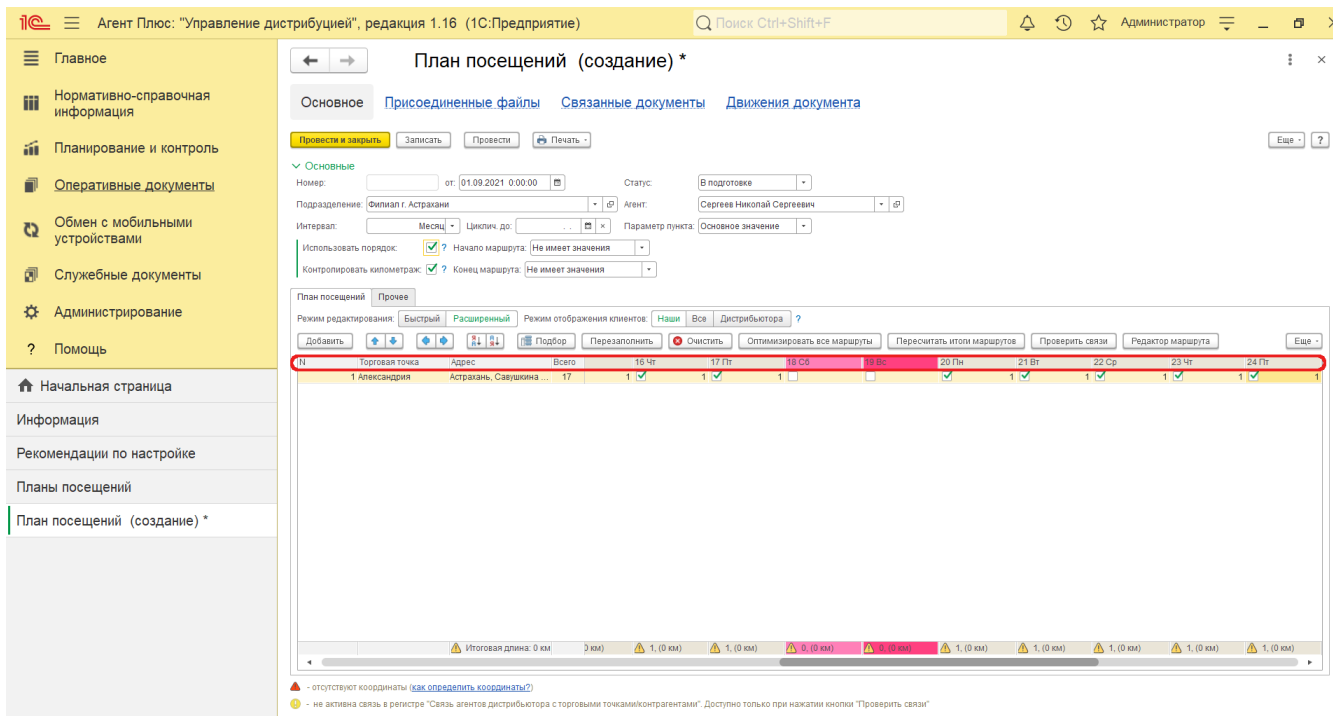 1С Агент Плюс: "Управление дистрибуцией", редакция 1.16 (1С:Предприятие) Поиск Ctrl+Shift+F Администратор
Главное
Нормативно-справочная
информация
Планирование и контроль
Оперативные документы
Обмен с мобильными
устройствами
Служебные документы
Администрирование
? Помощь
Начальная страница
Информация
Рекомендации по настройке
Планы посещений
План посещений (создание) *
План посещений (создание) *
Основное Присоединенные файлы Связанные документы Движения документа
Провести и закрыть Записать Провести Печать Еще ?
Основные
Номер: от: 01.09.2021 0:00:00 Статус: В подготовке
Подразделение: Филиал г. Астрахани Агент: Сергеев Николай Сергеевич
Интервал: Месяц Циклич. до: . . Параметр пункта: Основное значение
Использовать порядок: ? Начало маршрута: Не имеет значения
Контролировать километраж: ? Конец маршрута: Не имеет значения
План посещений Прочее
Режим редактирования: Быстрый Расширенный Режим отображения клиентов: Наши Все Дистрибьютора ?
Добавить Подбор Перезаполнить Очистить Оптимизировать все маршруты Пересчитать итоги маршрутов Проверить связи Редактор маршрута Еще
N Торговая точка Адрес Всего 16 Чт 17 Пт 18 Сб 19 Вс 20 Пн 21 Вт 22 Ср 23 Чт 24 Пт
1 Александрия Астрахань, Савушкина ... 17 1 1 1 1 1 1 1 1
Итоговая длина: 0 км 0 км) 1, (0 км) 1, (0 км) 0, (0 км) 0, (0 км) 1, (0 км) 1, (0 км) 1, (0 км) 1, (0 км) 1, (0 км)
- отсутствуют координаты (как определить координаты?)
- не активна связь в регистре "Связь агентов дистрибьютора с торговыми точками/контрагентами". Доступно только при нажатии кнопки "Проверить связи"